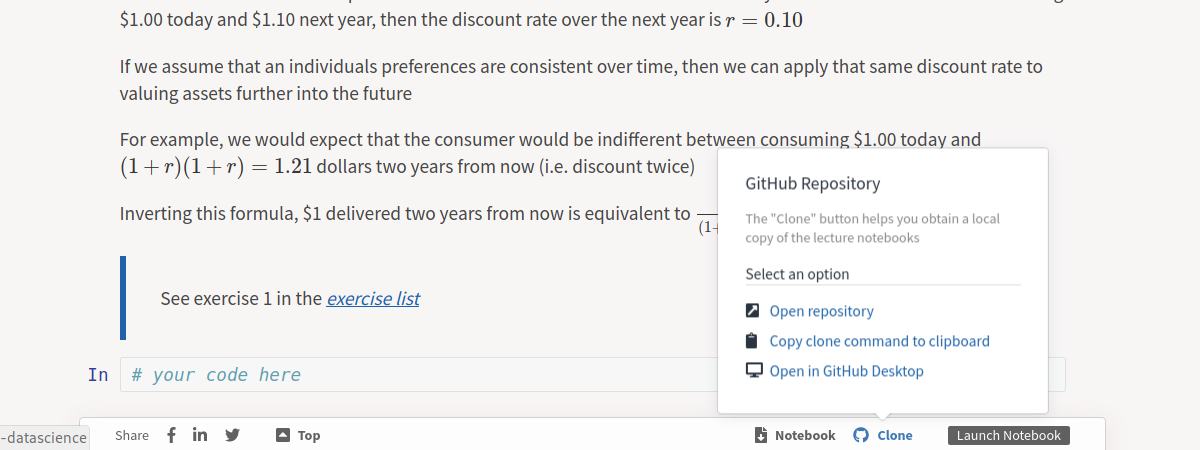 $1.00 today and $1.10 next year, then the discount rate over the next year is r = 0.10
If we assume that an individuals preferences are consistent over time, then we can apply that same discount rate to
valuing assets further into the future
For example, we would expect that the consumer would be indifferent between consuming $1.00 today and
(1 + r)(1 + r) = 1.21 dollars two years from now (i.e. discount twice)
Inverting this formula, $1 delivered two years from now is equivalent to
(1+
See exercise 1 in the exercise list
In # your code here
GitHub Repository
The "Clone" button helps you obtain a local
copy of the lecture notebooks
Select an option
Open repository
Copy clone command to clipboard
Open in GitHub Desktop
-datascience
Share
Top
Notebook
Clone
Launch Notebook